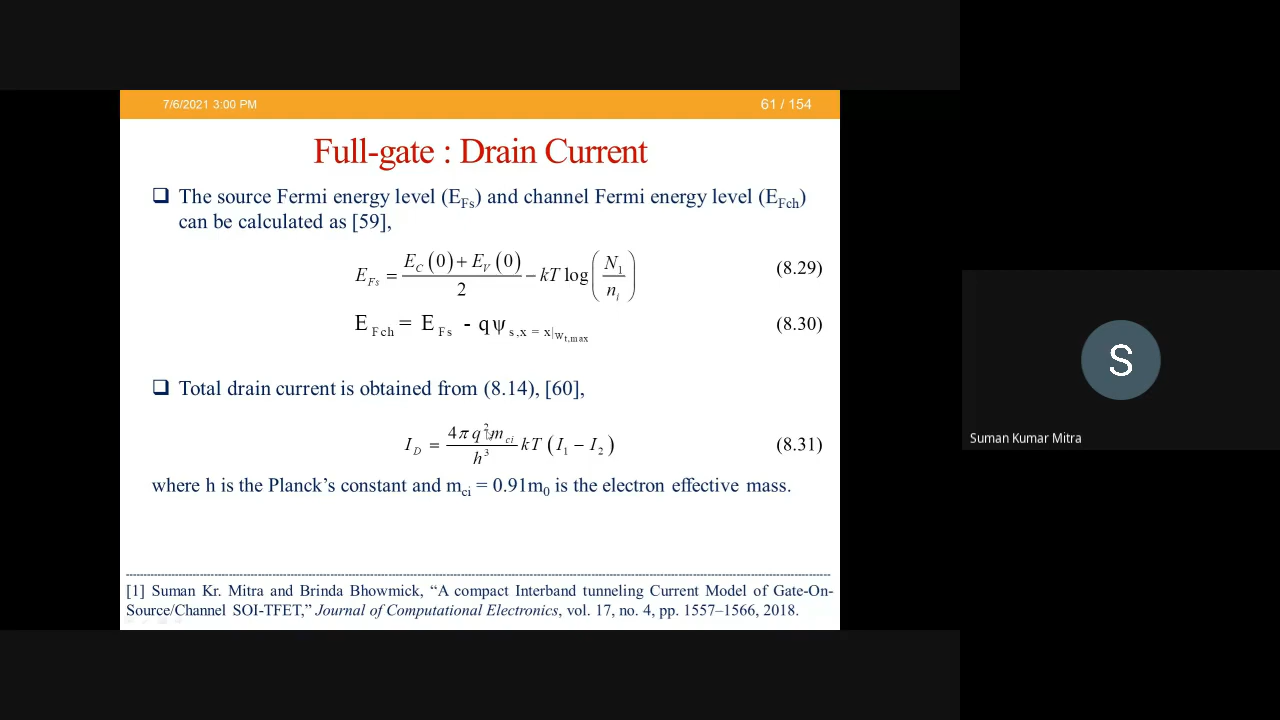 7/6/2021 3:00 PM 61 / 154
Full-gate : Drain Current
❑ The source Fermi energy level (E_Fs) and channel Fermi energy level (E_Fch)
can be calculated as [59],
E_Fs = (E_C (0) + E_V (0)) / 2 − kT log (N_1 / n_i) (8.29)
E_Fch = E_Fs - qψ_s,x = x|w_t,max (8.30)
❑ Total drain current is obtained from (8.14), [60],
I_D = (4π q^2 m_ci / h^3) kT (I_1 − I_2) (8.31)
where h is the Planck's constant and m_ci = 0.91m_0 is the electron effective mass.
[1] Suman Kr. Mitra and Brinda Bhowmick, “A compact Interband tunneling Current Model of Gate-On-
Source/Channel SOI-TFET,” Journal of Computational Electronics, vol. 17, no. 4, pp. 1557–1566, 2018.
S
Suman Kumar Mitra